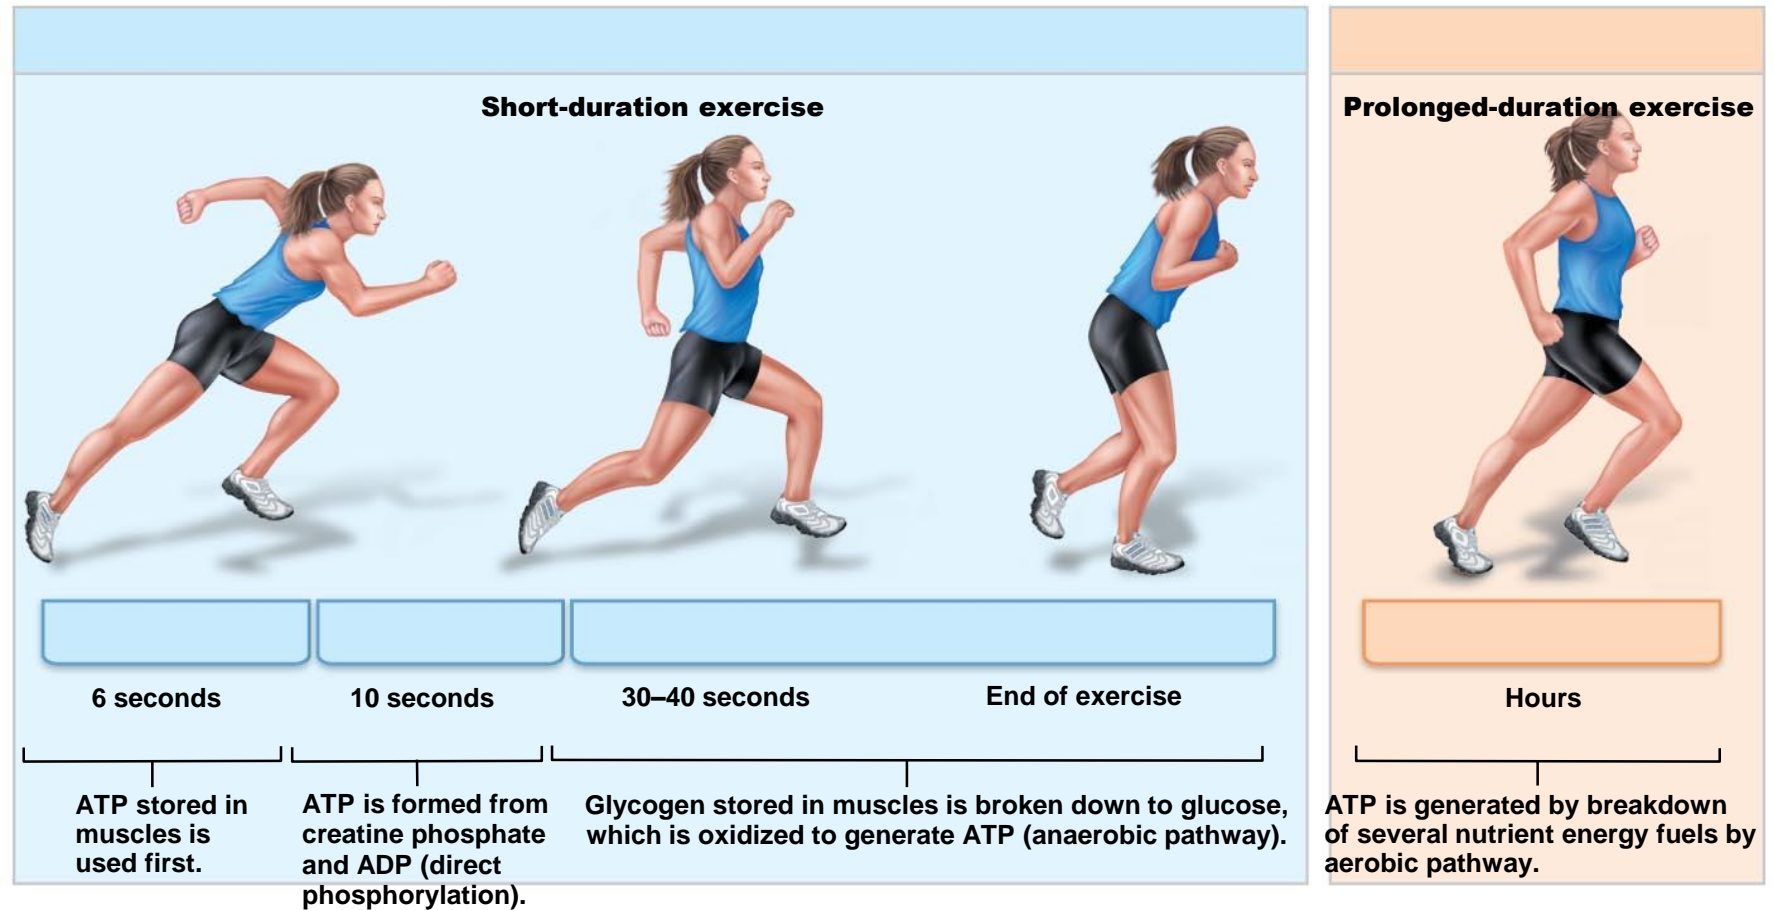 Short-duration exercise
Prolonged-duration exercise
6 seconds
10 seconds
30–40 seconds
End of exercise
Hours
ATP stored in
muscles is
used first.
ATP is formed from
creatine phosphate
and ADP (direct
phosphorylation).
Glycogen stored in muscles is broken down to glucose,
which is oxidized to generate ATP (anaerobic pathway).
ATP is generated by breakdown
of several nutrient energy fuels by
aerobic pathway.